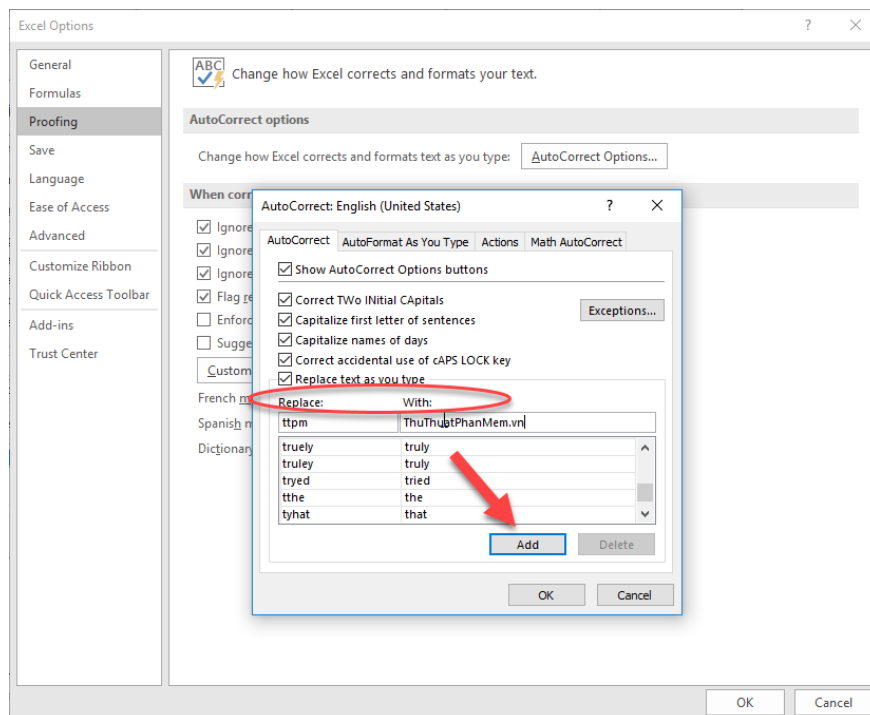 Excel Options
General
Formulas
Proofing
Save
Language
Ease of Access
Advanced
Customize Ribbon
Quick Access Toolbar
Add-ins
Trust Center
ABC
Change how Excel corrects and formats your text.
AutoCorrect options
Change how Excel corrects and formats text as you type:
AutoCorrect Options...
When corr
Ignore
Ignore
Ignore
Flag re
Enforc
Sugge
Custom
French m
Spanish m
Dictionary
AutoCorrect: English (United States)
AutoCorrect
AutoFormat As You Type
Actions
Math AutoCorrect
Show AutoCorrect Options buttons
Correct TWo INitial CApitals
Exceptions...
Capitalize first letter of sentences
Capitalize names of days
Correct accidental use of cAPS LOCK key
Replace text as you type
Replace: With:
ttpm ThuThuatPhanMem.vn
truely truly
truley truly
tryed tried
tthe the
tyhat that
Add
Delete
OK
Cancel
OK
Cancel